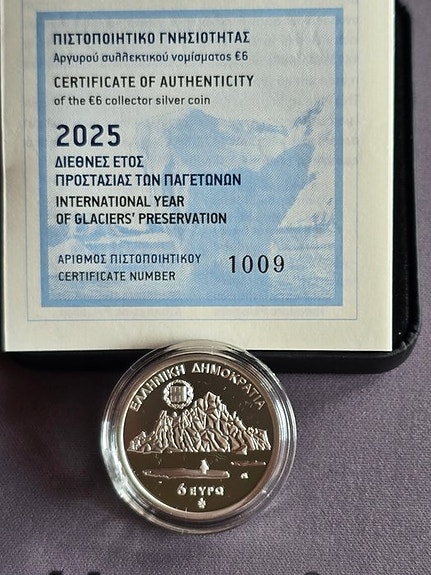 ΠΙΣΤΟΠΟΙΗΤΙΚΟ ΓΝΗΣΙΟΤΗΤΑΣ
Αργυρού συλλεκτικού νομίσματος €6
CERTIFICATE OF AUTHENTICITY
of the €6 collector silver coin
2025
ΔΙΕΘΝΕΣ ΕΤΟΣ
ΠΡΟΣΤΑΣΙΑΣ ΤΩΝ ΠΑΓΕΤΩΝΩΝ
INTERNATIONAL YEAR
OF GLACIERS' PRESERVATION
ΑΡΙΘΜΟΣ ΠΙΣΤΟΠΟΙΗΤΙΚΟΥ
CERTIFICATE NUMBER 1009
ΕΛΛΗΝΙΚΗ ΔΗΜΟΚΡΑΤΙΑ
6 ΕΥΡΩ